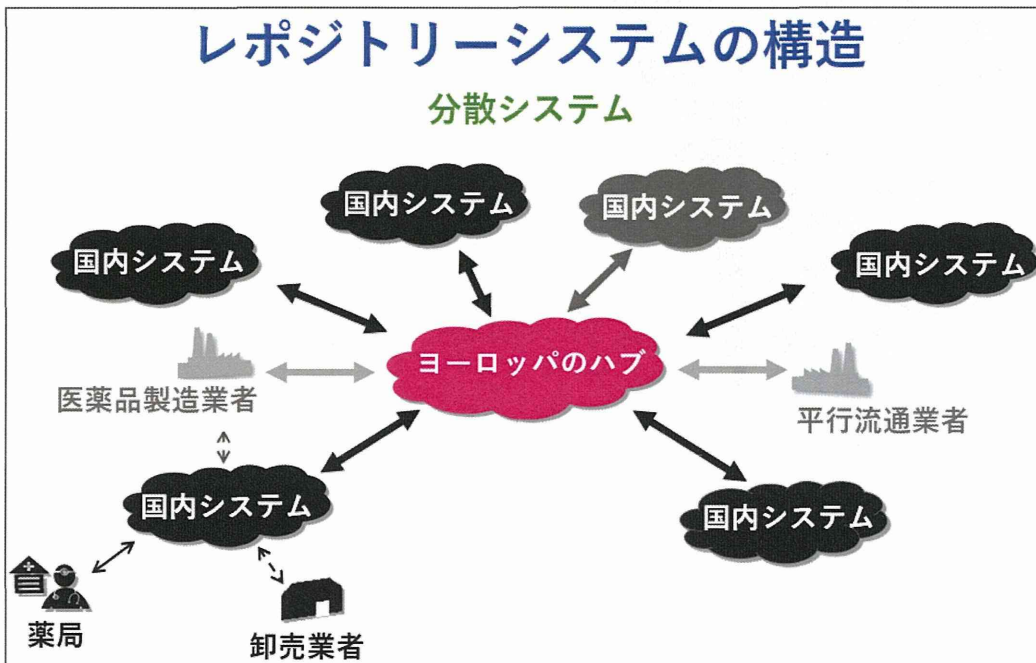 レポジトリーシステムの構造
分散システム
国内システム
国内システム
国内システム
国内システム
ヨーロッパのハブ
医薬品製造業者
平行流通業者
国内システム
国内システム
薬局
卸売業者